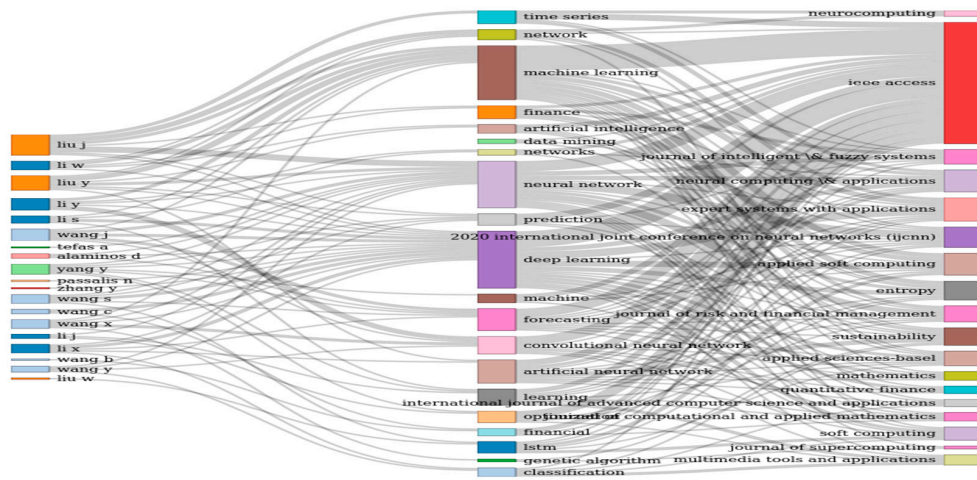 liu j
li w
liu y
li y
li s
wang j
tefas a
alaminos d
yang y
passalis n
zhang y
wang s
wang c
wang x
li j
li x
wang b
wang y
liu w
time series
network
machine learning
finance
artificial intelligence
data mining
networks
neural network
prediction
deep learning
machine
forecasting
convolutional neural network
artificial neural network
learning
optimization
financial
lstm
genetic algorithm
classification
neurocomputing
ieee access
journal of intelligent \& fuzzy systems
neural computing \& applications
expert systems with applications
2020 international joint conference on neural networks (ijcnn)
applied soft computing
entropy
journal of risk and financial management
sustainability
applied sciences-basel
mathematics
quantitative finance
international journal of advanced computer science and applications
journal of computational and applied mathematics
soft computing
journal of supercomputing
multimedia tools and applications